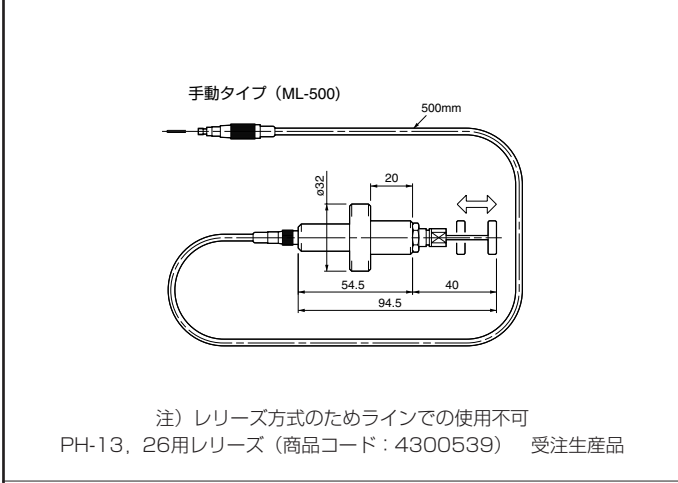 手動タイプ（ML-500）
500mm
ø32
20
54.5
40
94.5
注）レリーズ方式のためラインでの使用不可
PH-13，26用レリーズ（商品コード：4300539）　受注生産品